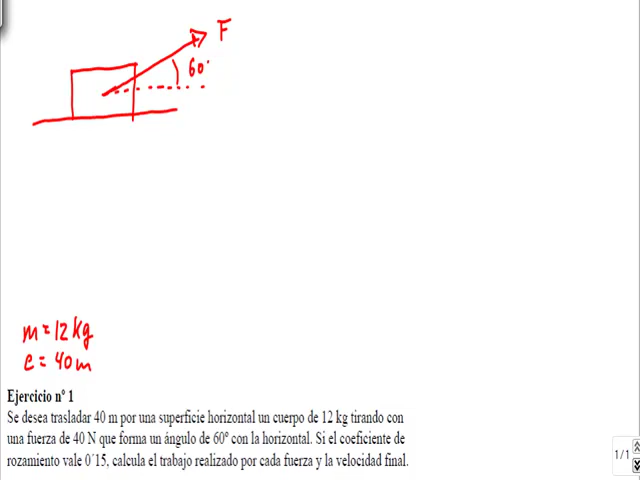 F
60°
m = 12 kg
e = 40 m
Ejercicio nº 1
Se desea trasladar 40 m por una superficie horizontal un cuerpo de 12 kg tirando con
una fuerza de 40 N que forma un ángulo de 60º con la horizontal. Si el coeficiente de
rozamiento vale 0´15, calcula el trabajo realizado por cada fuerza y la velocidad final.
1/1